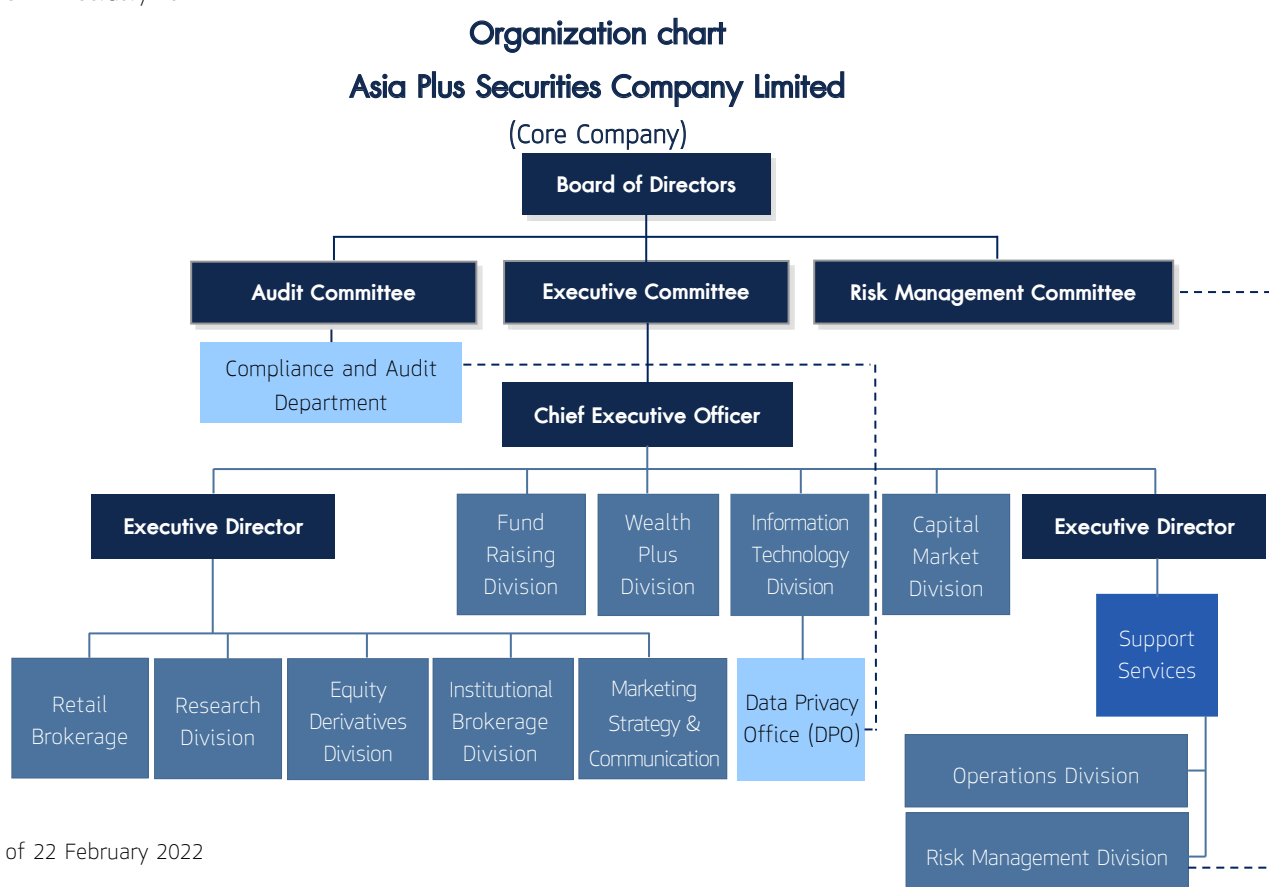 Organization chart
Asia Plus Securities Company Limited
(Core Company)
Board of Directors
Audit Committee
Executive Committee
Risk Management Committee
Compliance and Audit
Department
Chief Executive Officer
Executive Director
Fund
Raising
Division
Wealth
Plus
Division
Information
Technology
Division
Capital
Market
Division
Executive Director
Support
Services
Retail
Brokerage
Research
Division
Equity
Derivatives
Division
Institutional
Brokerage
Division
Marketing
Strategy &
Communication
Data Privacy
Office (DPO)
Operations Division
Risk Management Division
of 22 February 2022